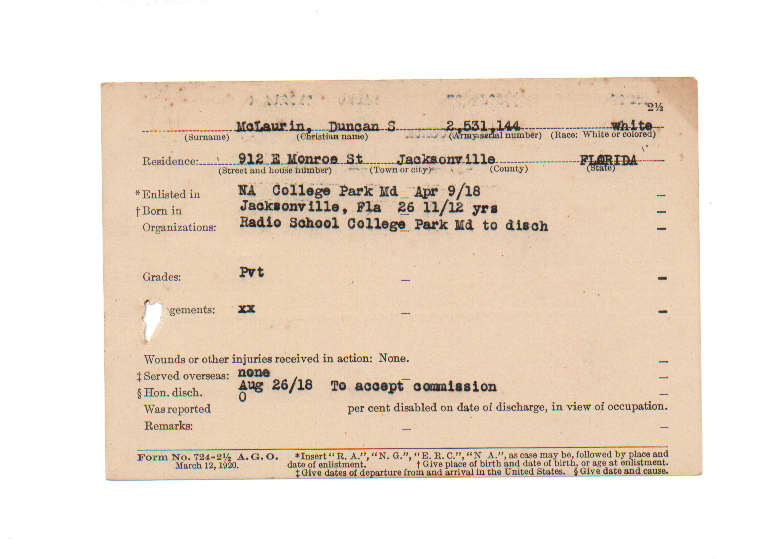 2½
McLaurin, Duncan S 2,531,144 white
(Surname) (Christian name) (Army serial number) (Race: White or colored)
Residence: 912 E Monroe St Jacksonville FLORIDA
(Street and house number) (Town or city) (County) (State)
*Enlisted in NA College Park Md Apr 9/18 –
†Born in Jacksonville, Fla 26 11/12 yrs –
Organizations: Radio School College Park Md to disch –
Grades: Pvt – –
gements: xx – –
Wounds or other injuries received in action: None. –
‡Served overseas: none – –
§Hon. disch. Aug 26/18 To accept commission –
Was reported 0 per cent disabled on date of discharge, in view of occupation.
Remarks: – –
Form No. 724-2½ A. G. O. *Insert "R. A.", "N. G.", "E. R. C.", "N A.", as case may be, followed by place and
March 12, 1920. date of enlistment. †Give place of birth and date of birth, or age at enlistment.
‡Give dates of departure from and arrival in the United States. §Give date and cause.